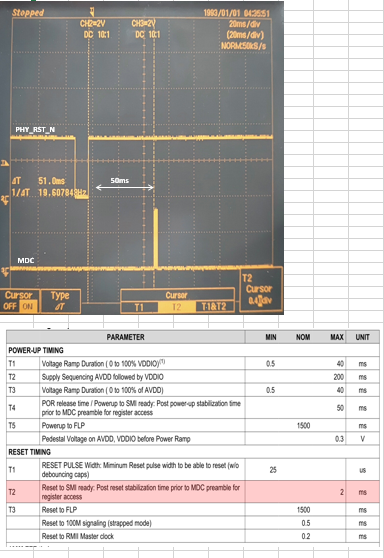 Stopped
1993/01/01 04:35:51
CH2=2V CH3=2V 20ms/div
DC 10:1 DC 10:1 (20ms/div)
NORM:50kS/s
PHY_RST_N
ΔT 51.0ms
1/ΔT 19.60784Hz
50ms
MDC
T2
Cursor
Cursor Type Cursor
OFF ON ΔT T1 T2 T1&T2
PARAMETER MIN NOM MAX UNIT
POWER-UP TIMING
T1 Voltage Ramp Duration ( 0 to 100% VDDIO)(1) 0.5 40 ms
T2 Supply Sequencing AVDD followed by VDDIO 200 ms
T3 Voltage Ramp Duration ( 0 to 100% of AVDD) 0.5 40 ms
T4 POR release time / Powerup to SMI ready: Post power-up stabilization time
prior to MDC preamble for register access 50 ms
T5 Powerup to FLP 1500 ms
Pedestal Voltage on AVDD, VDDIO before Power Ramp 0.3 V
RESET TIMING
T1 RESET PULSE Width: Miminum Reset pulse width to be able to reset (w/o
debouncing caps) 25 us
T2 Reset to SMI ready: Post reset stabilization time prior to MDC preamble for
register access 2 ms
T3 Reset to FLP 1500 ms
Reset to 100M signaling (strapped mode) 0.5 ms
Reset to RMII Master clock 0.2 ms